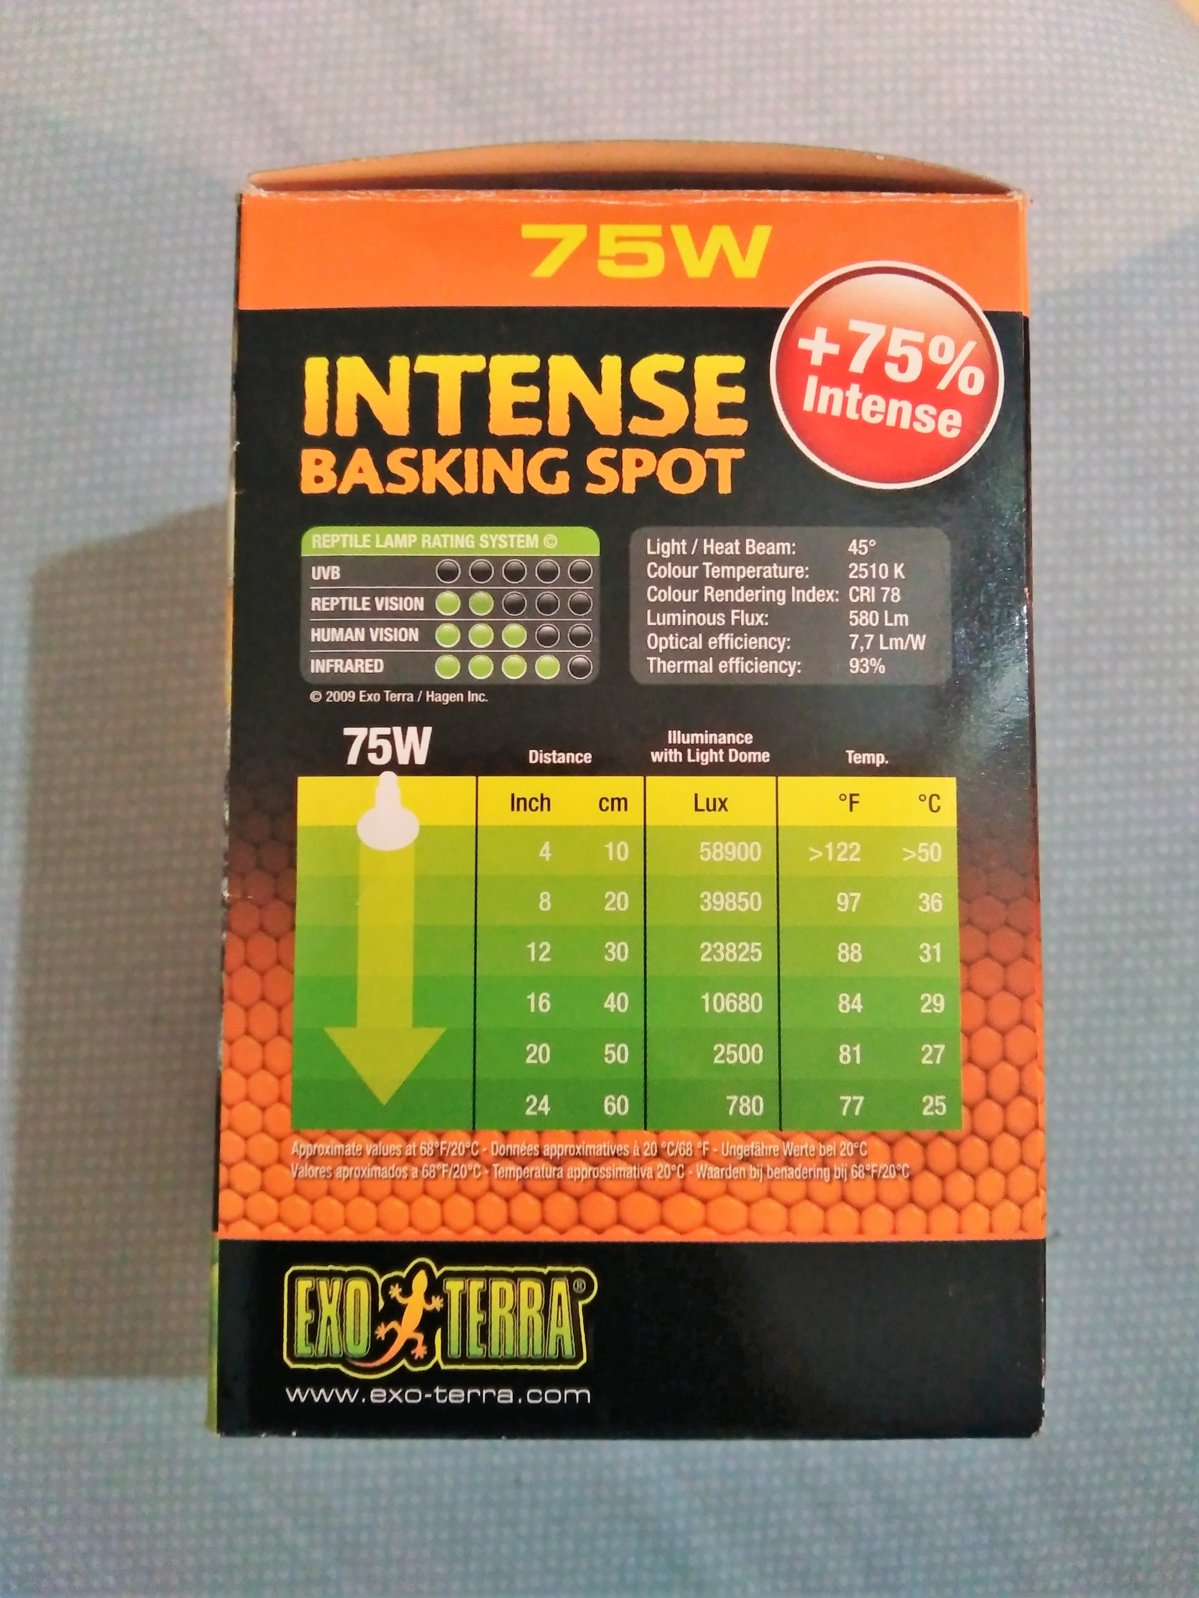 75W
+75%
Intense
INTENSE
BASKING SPOT
REPTILE LAMP RATING SYSTEM ©
UVB
REPTILE VISION
HUMAN VISION
INFRARED
© 2009 Exo Terra / Hagen Inc.
Light / Heat Beam: 45°
Colour Temperature: 2510 K
Colour Rendering Index: CRI 78
Luminous Flux: 580 Lm
Optical efficiency: 7,7 Lm/W
Thermal efficiency: 93%
75W
Distance
Illuminance
with Light Dome
Temp.
Inch cm Lux °F °C
4 10 58900 >122 >50
8 20 39850 97 36
12 30 23825 88 31
16 40 10680 84 29
20 50 2500 81 27
24 60 780 77 25
Approximate values at 68°F/20°C - Données approximatives à 20 °C/68 °F - Ungefähre Werte bei 20°C
Valores aproximados a 68°F/20°C - Temperatura approssimativa 20°C - Waarden bij benadering bij 68°F/20°C
EXO TERRA®
www.exo-terra.com